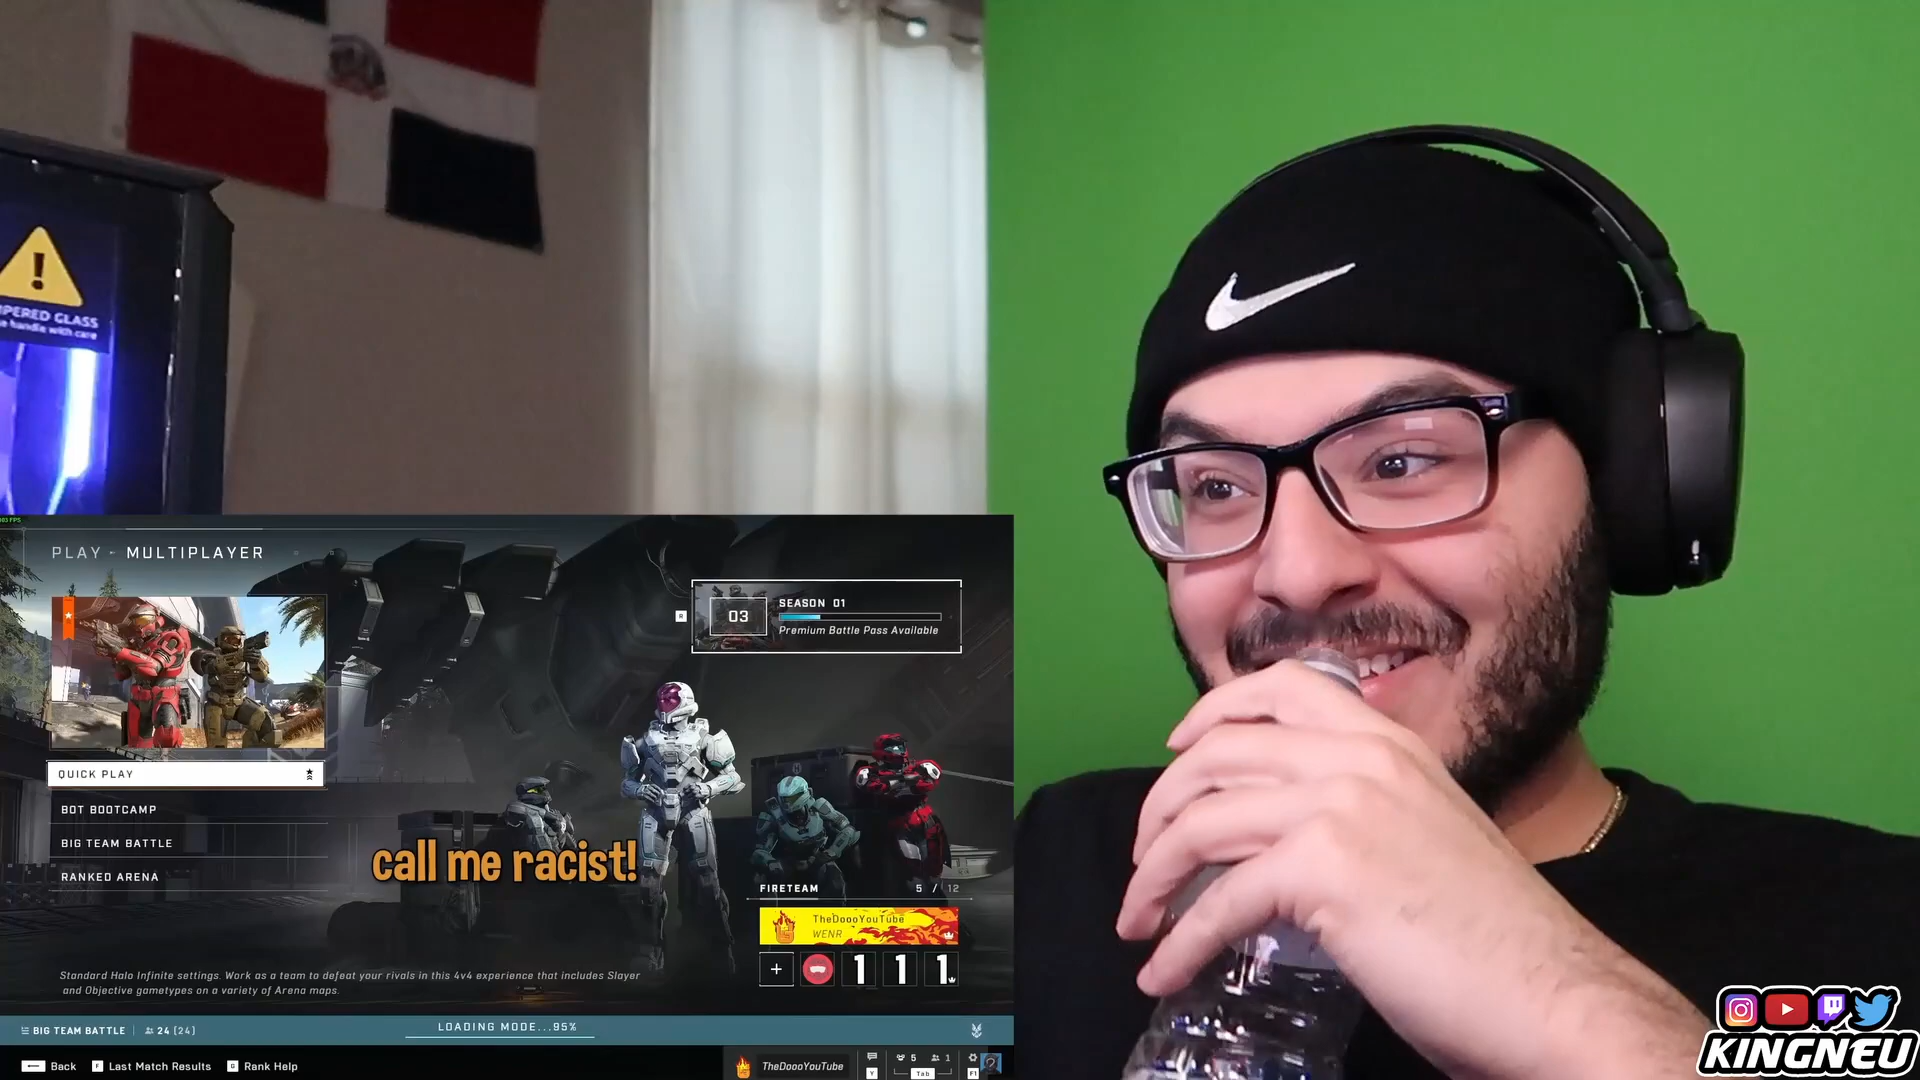 PERED GLASS
handle with care
PLAY - MULTIPLAYER
03
SEASON 01
Premium Battle Pass Available
R
QUICK PLAY
BOT BOOTCAMP
BIG TEAM BATTLE
RANKED ARENA
call me racist!
FIRETEAM 5 / 12
TheDoooYouTube
WENR
+ 1 1 1
Standard Halo Infinite settings. Work as a team to defeat your rivals in this 4v4 experience that includes Slayer
and Objective gametypes on a variety of Arena maps.
BIG TEAM BATTLE 24 (24)
LOADING MODE...95%
Back F Last Match Results Rank Help
TheDoooYouTube
Y
5 1
Tab
F1
KINGNEU